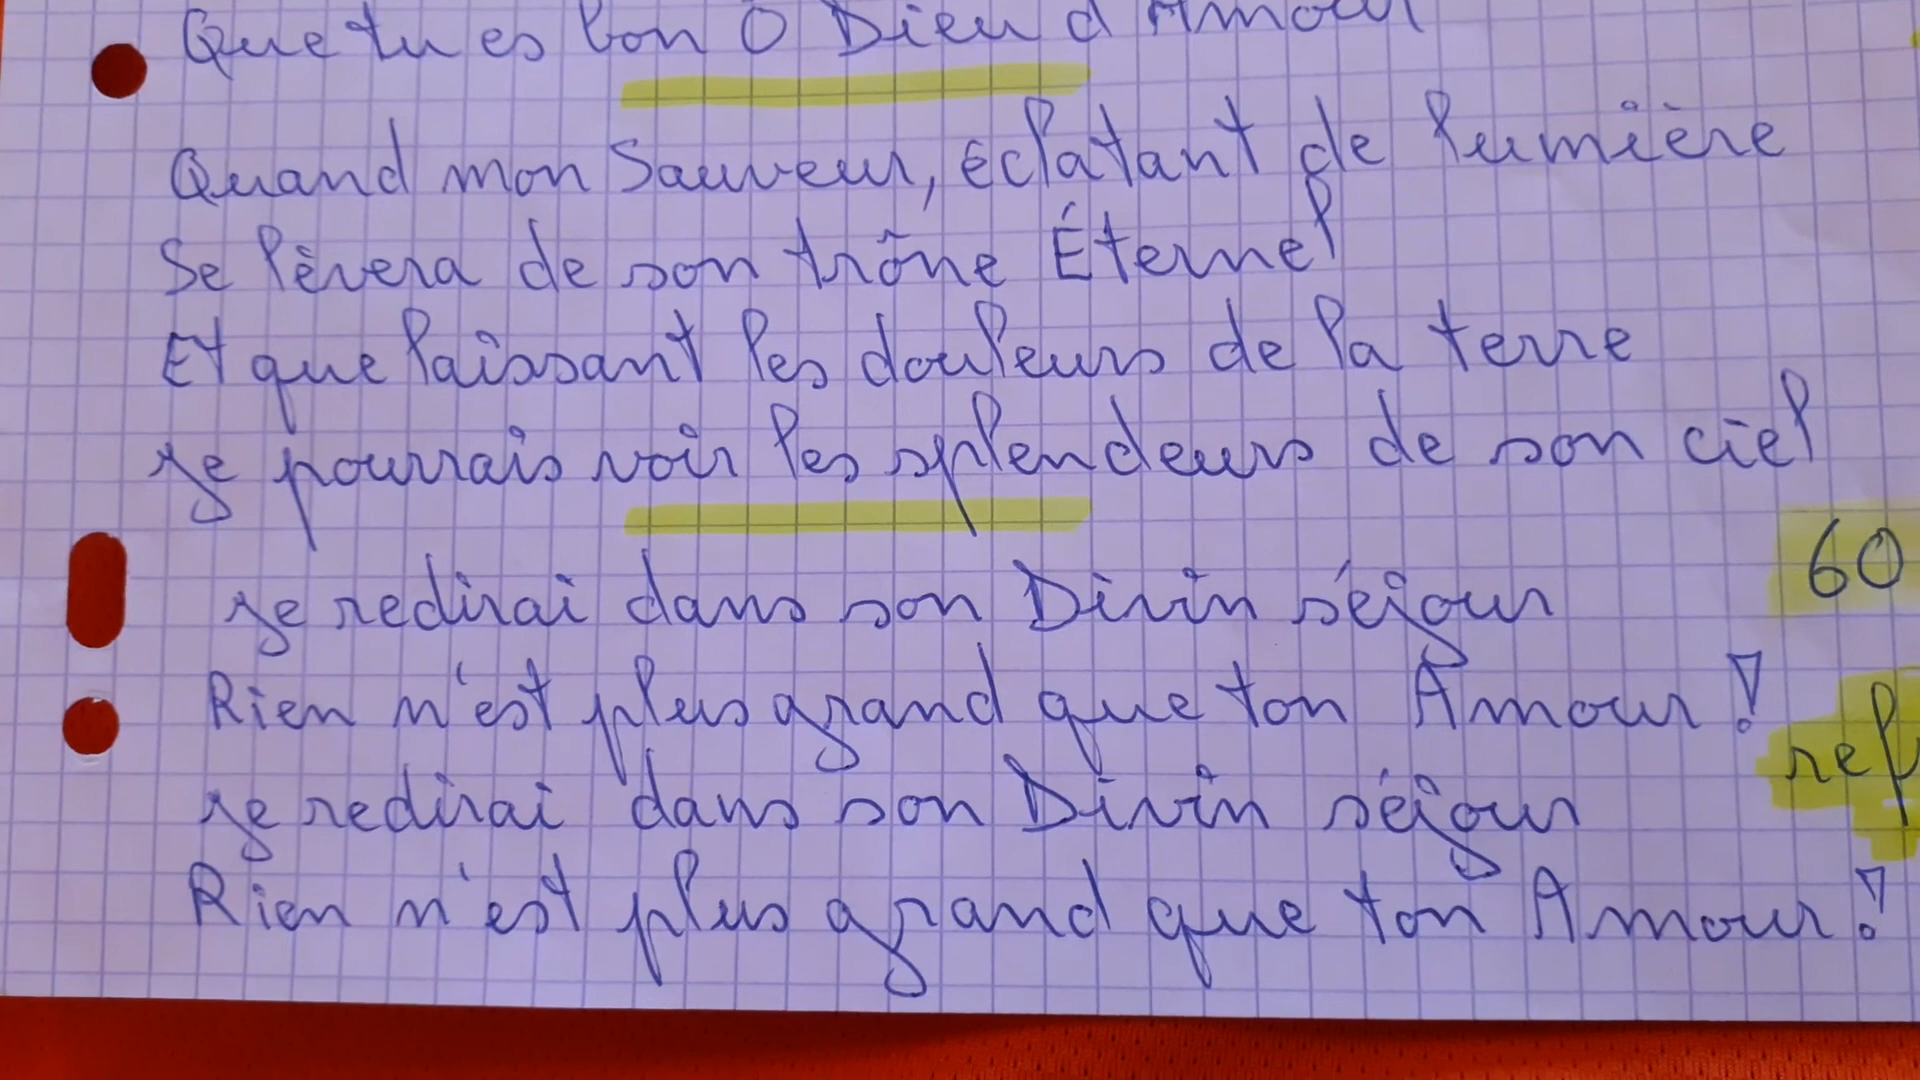 Que tu es bon Ô Dieu d'Amour
Quand mon Sauveur, éclatant de lumière
Se lèvera de son trône Éternel
Et que laissant les douleurs de la terre
je pourrais voir les splendeurs de son ciel
60
je redirai dans son Divin séjour
Rien n'est plus grand que ton Amour !
ref
je redirai dans son Divin séjour
Rien n'est plus grand que ton Amour !